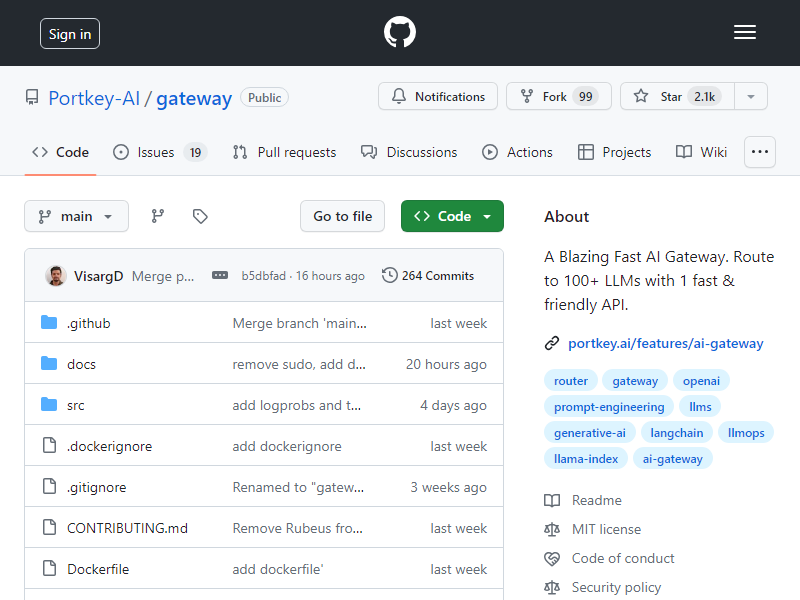 Sign in
Portkey-AI / gateway Public
Notifications
Fork 99
Star 2.1k
Code
Issues 19
Pull requests
Discussions
Actions
Projects
Wiki
main
Go to file
Code
VisargD Merge p...
b5dbfad · 16 hours ago
264 Commits
.github Merge branch 'main... last week
docs remove sudo, add d... 20 hours ago
src add logprobs and t... 4 days ago
.dockerignore add dockerignore last week
.gitignore Renamed to "gatew... 3 weeks ago
CONTRIBUTING.md Remove Rubeus fro... last week
Dockerfile add dockerfile' last week
About
A Blazing Fast AI Gateway. Route
to 100+ LLMs with 1 fast &
friendly API.
portkey.ai/features/ai-gateway
router gateway openai
prompt-engineering llms
generative-ai langchain llmops
llama-index ai-gateway
Readme
MIT license
Code of conduct
Security policy